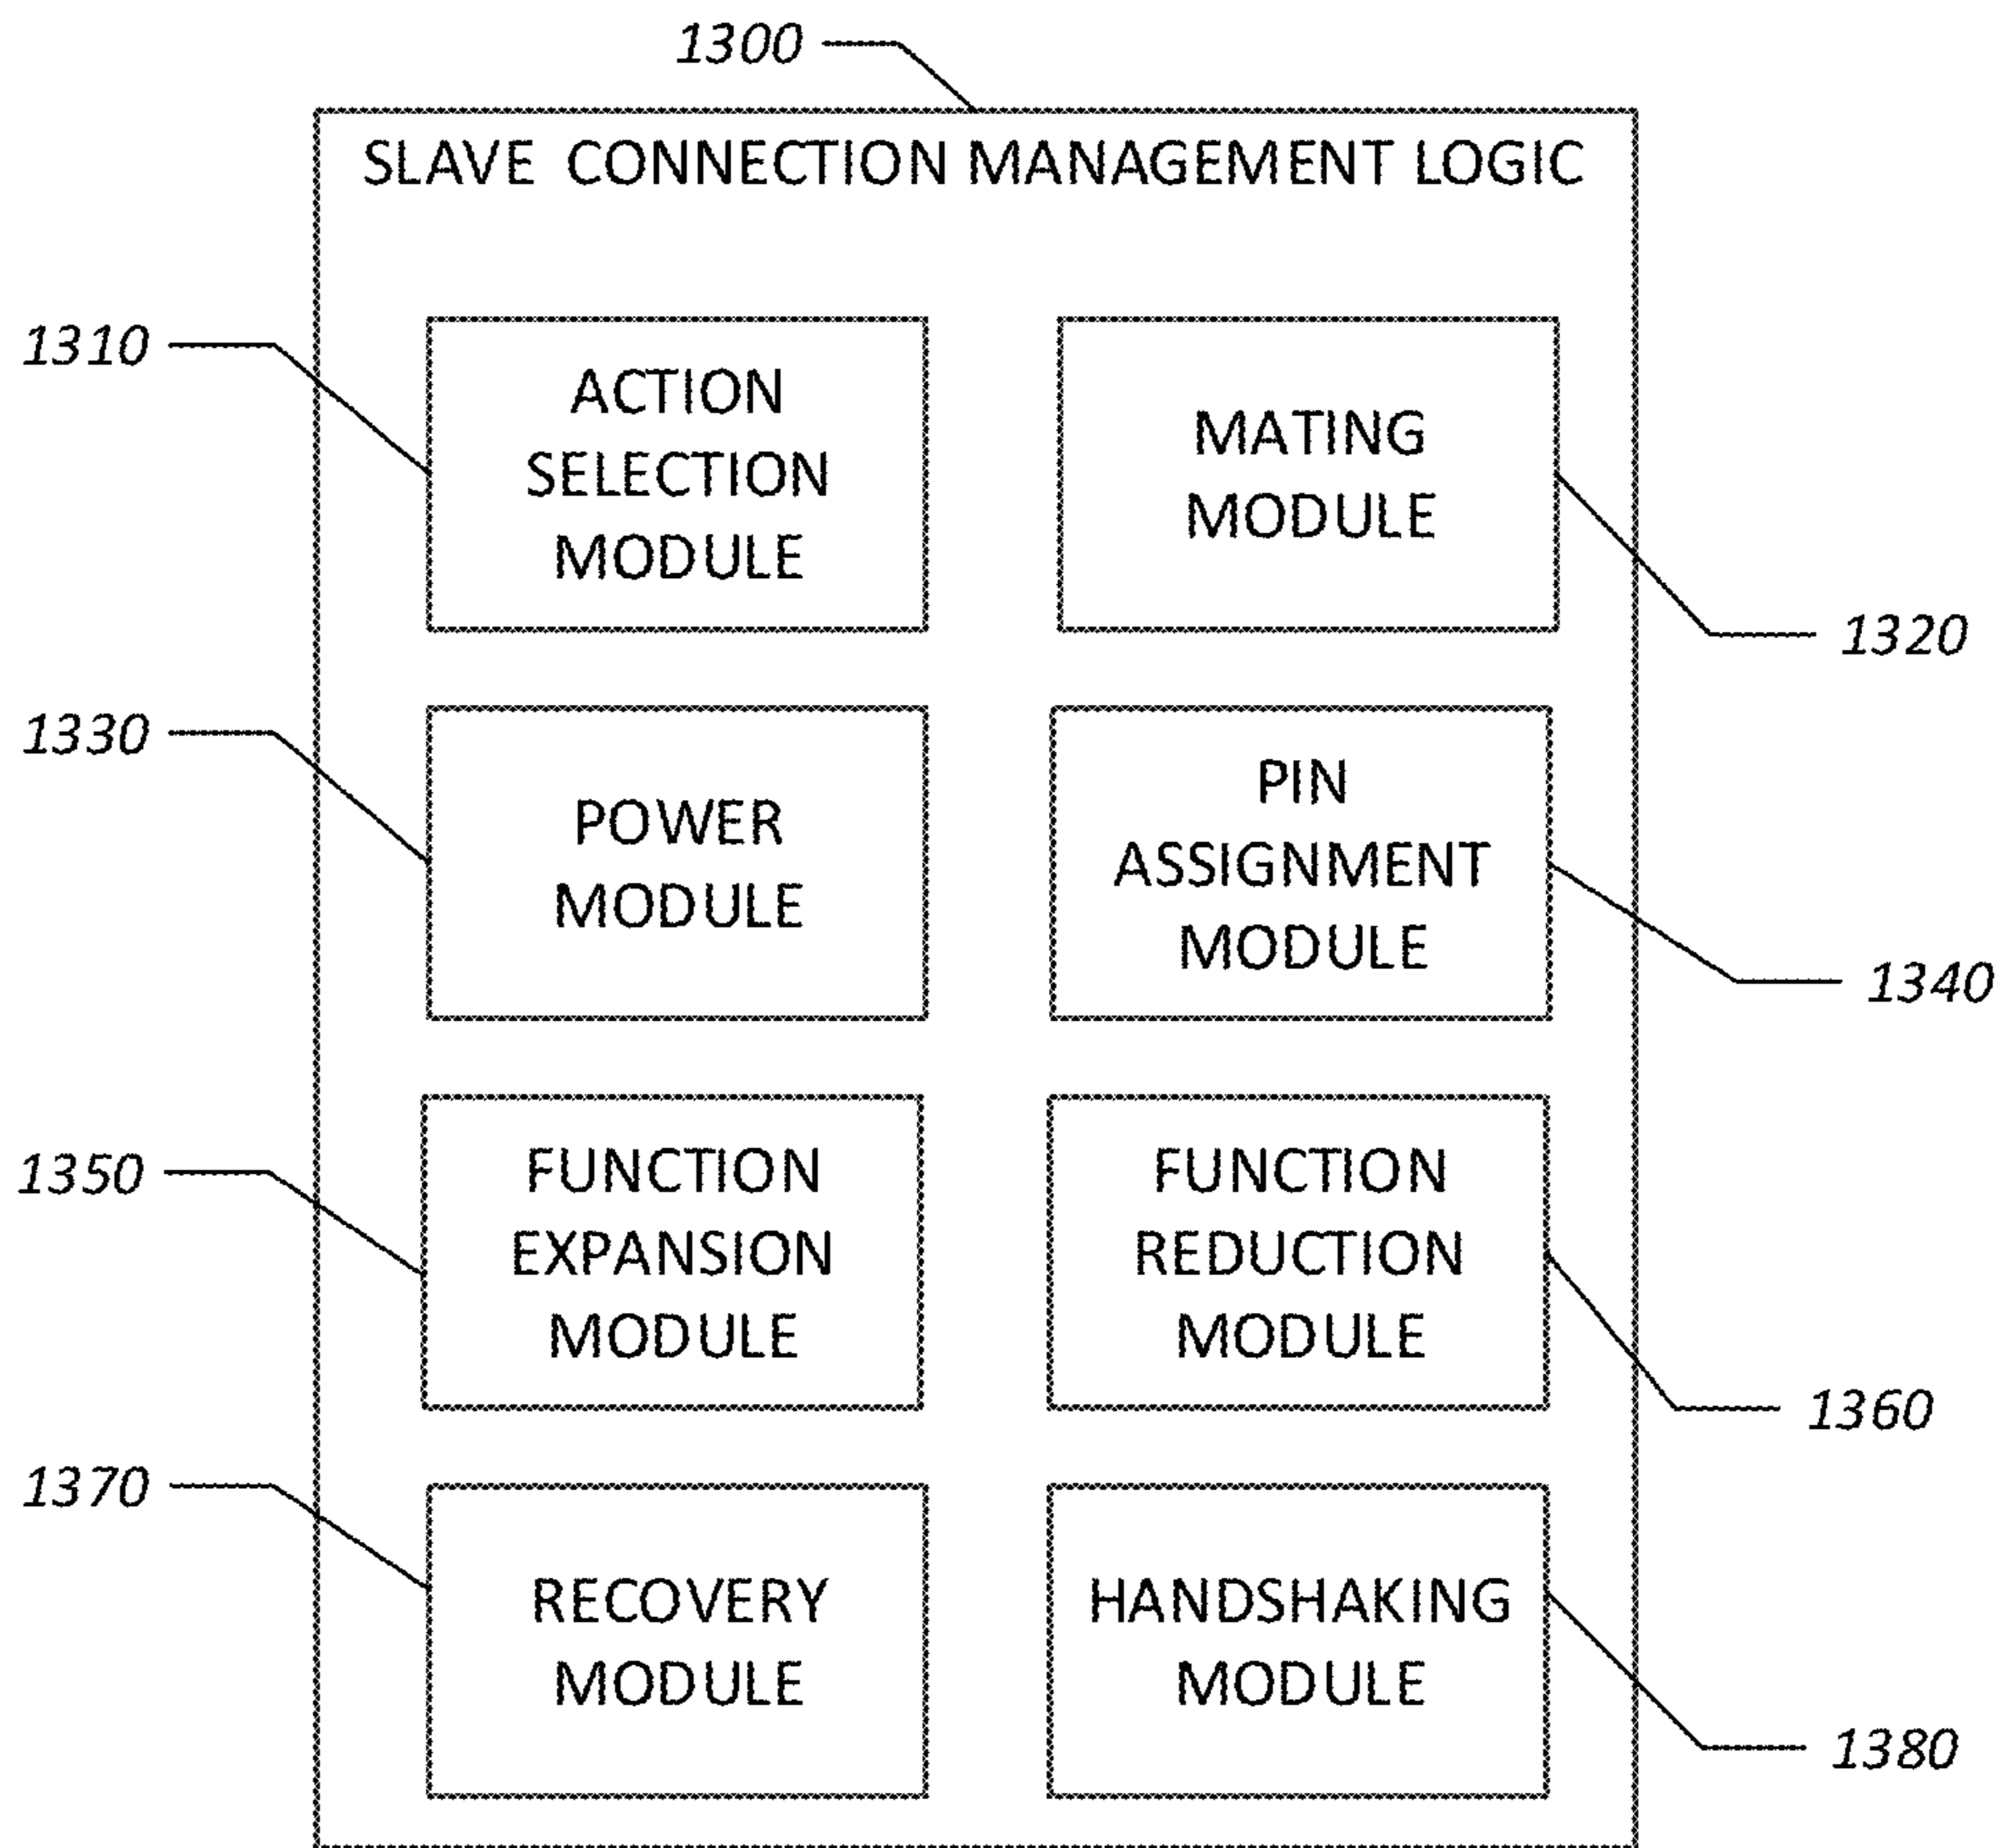 1300
SLAVE CONNECTION MANAGEMENT LOGIC
1310
ACTION
SELECTION
MODULE
MATING
MODULE
1320
1330
POWER
MODULE
PIN
ASSIGNMENT
MODULE
1340
1350
FUNCTION
EXPANSION
MODULE
FUNCTION
REDUCTION
MODULE
1360
1370
RECOVERY
MODULE
HANDSHAKING
MODULE
1380